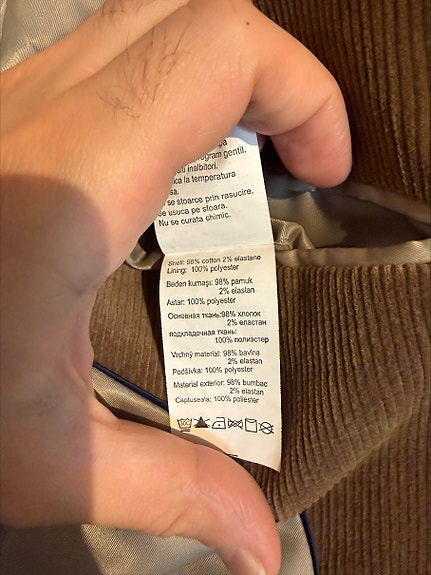 program gentil.
inalbitori.
ca la temperatura
sa.
se stoarce prin rasucire.
se usuca pe sfoara.
Nu se curata chimic.
Shell: 98% cotton 2% elastane
Lining: 100% polyester
Beden kumaşı: 98% pamuk
2% elastan
Astar: 100% polyester
Основная ткань:98% хлопок
2% еластан
подкладочная ткань:
100% полиэстер
Vrchný material: 98% bavlna
2% elastan
Podšívka: 100% polyester
Material exterior: 98% bumbac
2% elastan
Captuseala: 100% poliester